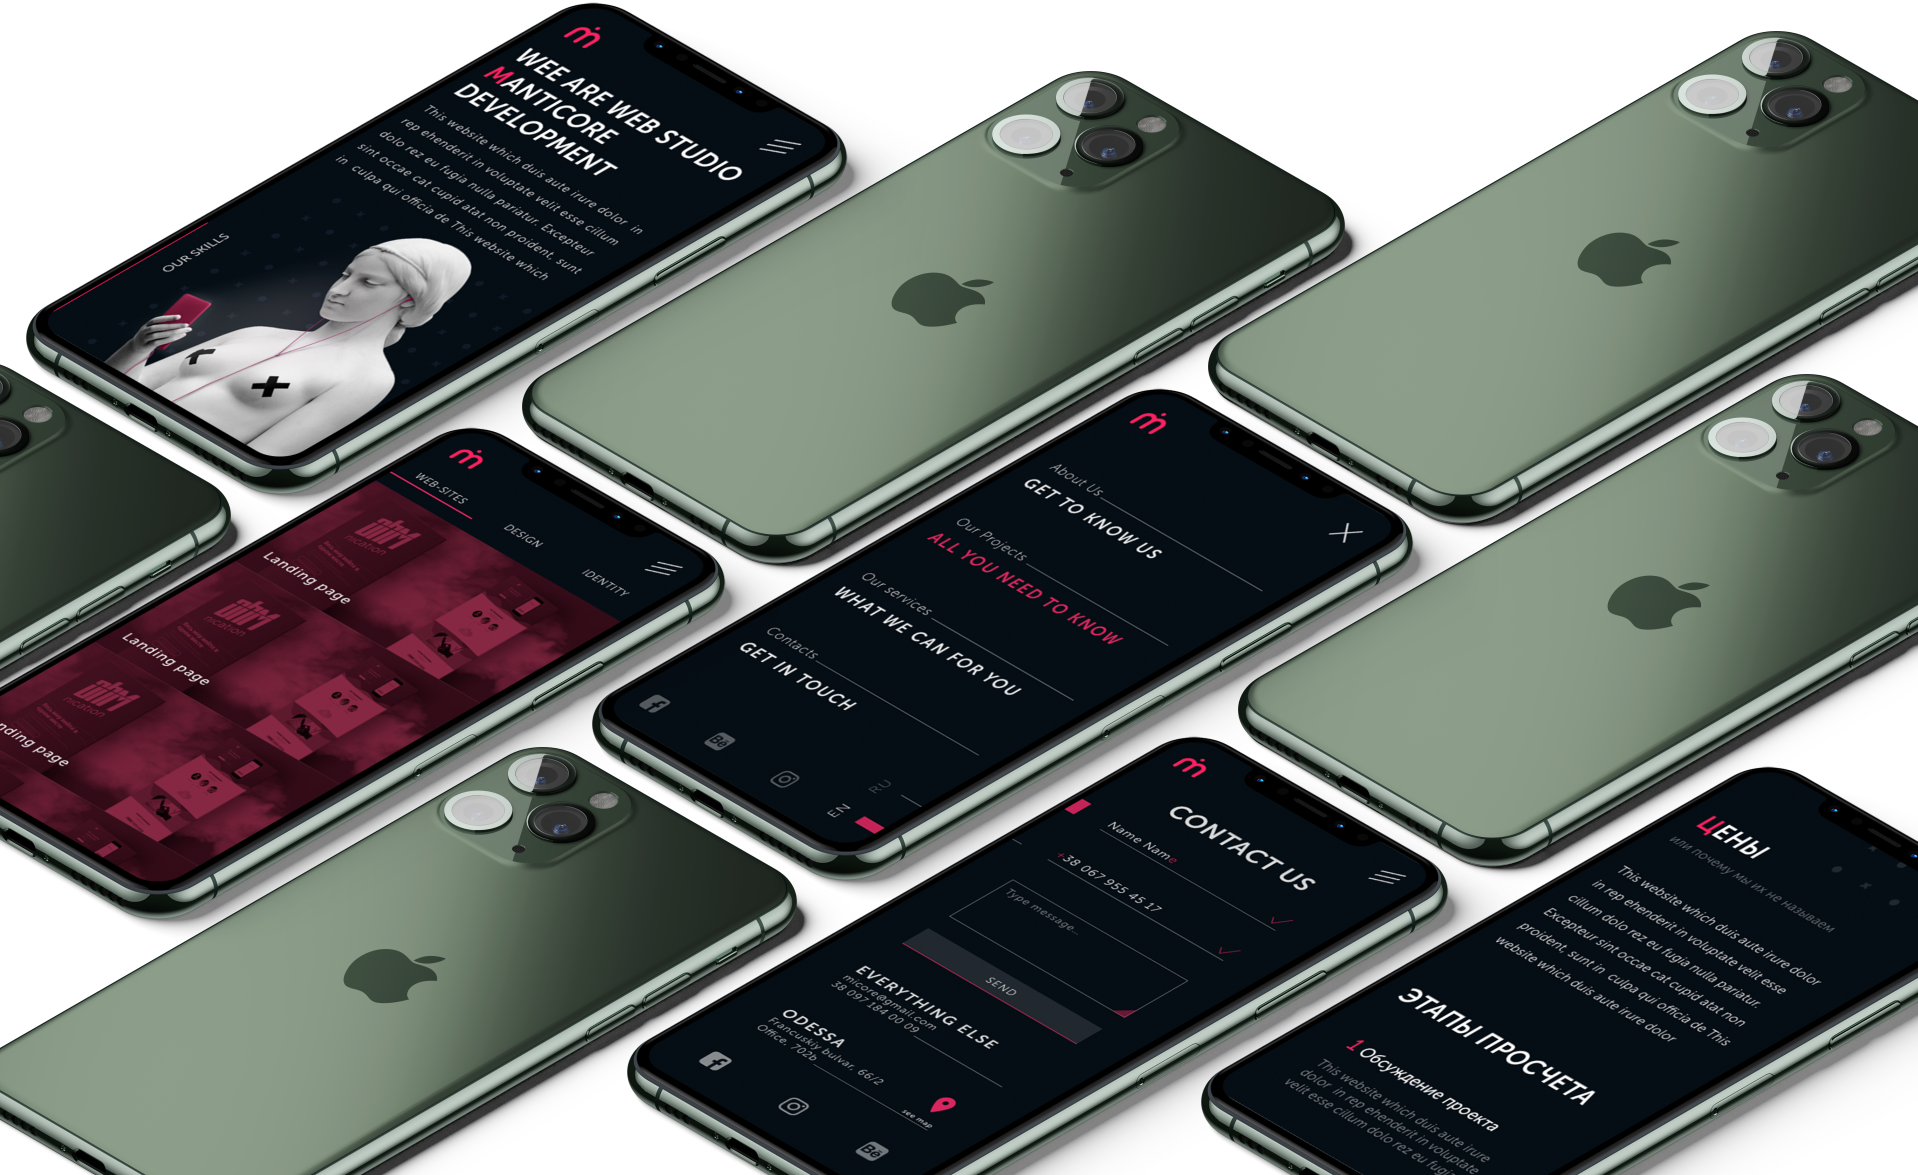 WEE ARE WEB STUDIO
MANTICORE
DEVELOPMENT
This website which duis aute irure dolor in
rep ehenderit in voluptate velit esse cillum
dolo rez eu fugia nulla pariatur. Excepteur
sint occae cat cupid atat non proident, sunt
in culpa qui officia de This website which
OUR SKILLS
WEB-SITES
DESIGN
IDENTITY
nication
Landing page
nication
Landing page
nication
nding page
About Us
GET TO KNOW US
Our Projects
ALL YOU NEED TO KNOW
Our services
WHAT WE CAN FOR YOU
Contacts
GET IN TOUCH
Bē
EN
RU
CONTACT US
Name Name
+38 067 955 45 17
Type message...
SEND
EVERYTHING ELSE
micore@gmail.com
38 097 184 00 09
ODESSA
Francuskiy bulvar, 66/2
Office, 702b
see map
Bē
ЦЕНЫ
или почему мы их не называем
This website which duis aute irure dolor
in rep ehenderit in voluptate velit esse
cillum dolo rez eu fugia nulla pariatur.
Excepteur sint occae cat cupid atat non
proident, sunt in culpa qui officia de This
website which duis aute irure dolor
ЭТАПЫ ПРОСЧЕТА
1 Обсуждение проекта
This website which duis aute irure
dolor in rep ehenderit in voluptate
velit esse cillum dolo rez eu fugi